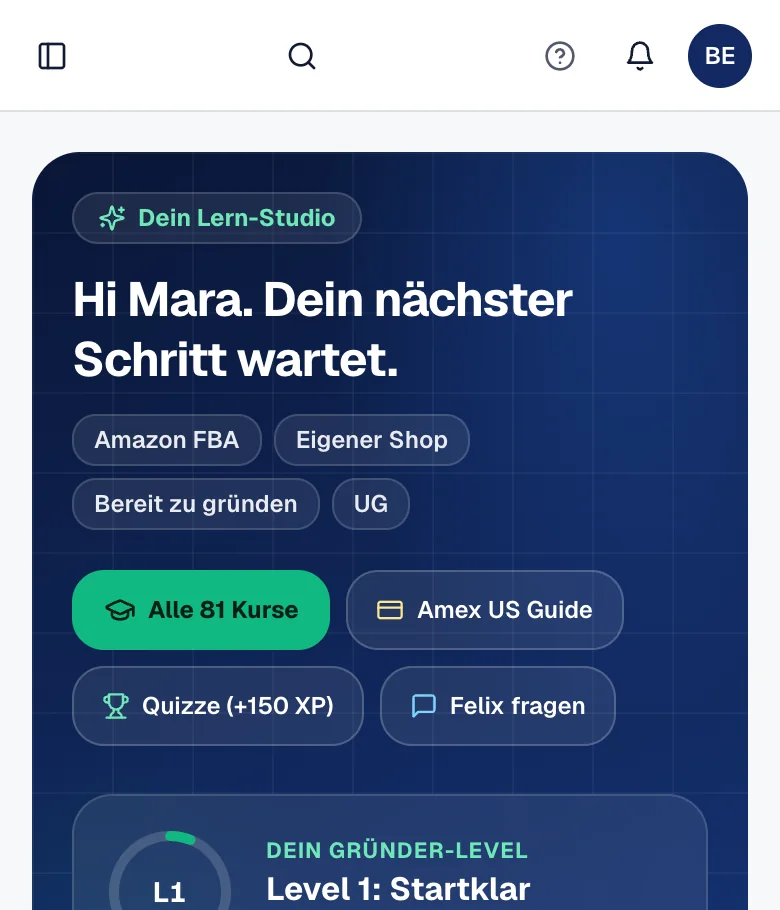 BE
Dein Lern-Studio
Hi Mara. Dein nächster
Schritt wartet.
Amazon FBA
Eigener Shop
Bereit zu gründen
UG
Alle 81 Kurse
Amex US Guide
Quizze (+150 XP)
Felix fragen
DEIN GRÜNDER-LEVEL
L1
Level 1: Startklar